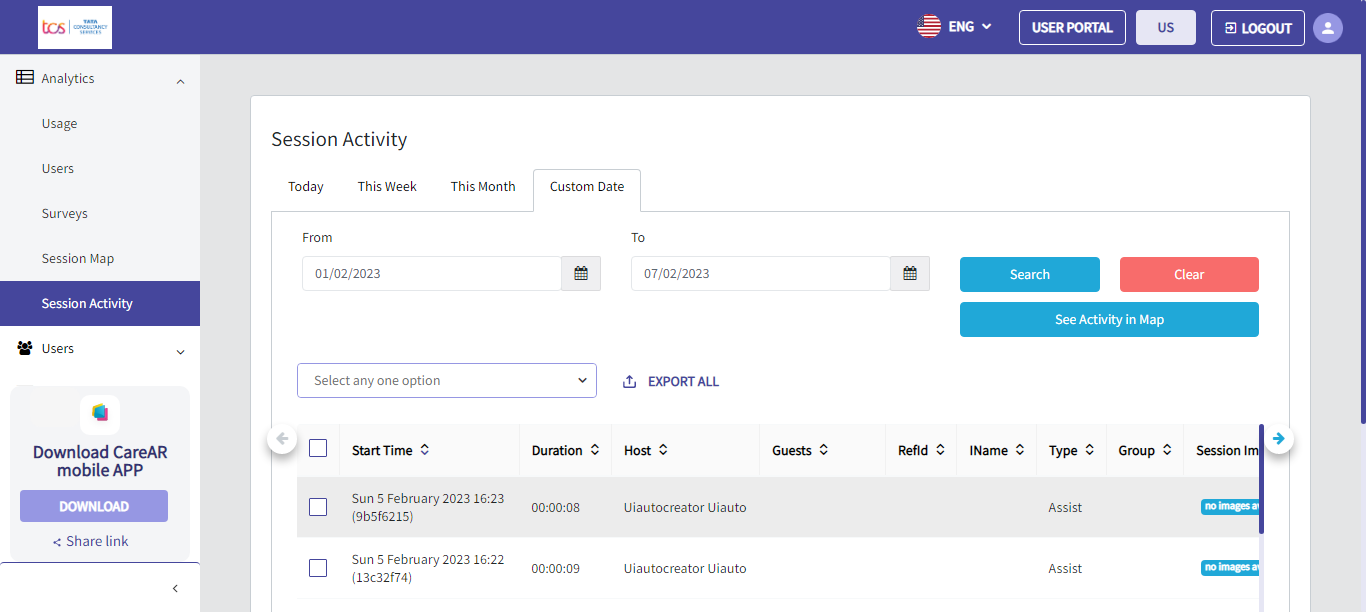 tcs
TATA
CONSULTANCY
SERVICES
ENG
USER PORTAL
US
LOGOUT
Analytics
Usage
Users
Surveys
Session Map
Session Activity
Users
Download CareAR
mobile APP
DOWNLOAD
Share link
Session Activity
Today This Week This Month Custom Date
From To
01/02/2023 07/02/2023 Search Clear
See Activity in Map
Select any one option EXPORT ALL
Start Time Duration Host Guests RefId IName Type Group Session Im
Sun 5 February 2023 16:23
(9b5f6215) 00:00:08 Uiautocreator Uiauto Assist no images av
Sun 5 February 2023 16:22
(13c32f74) 00:00:09 Uiautocreator Uiauto Assist no images av